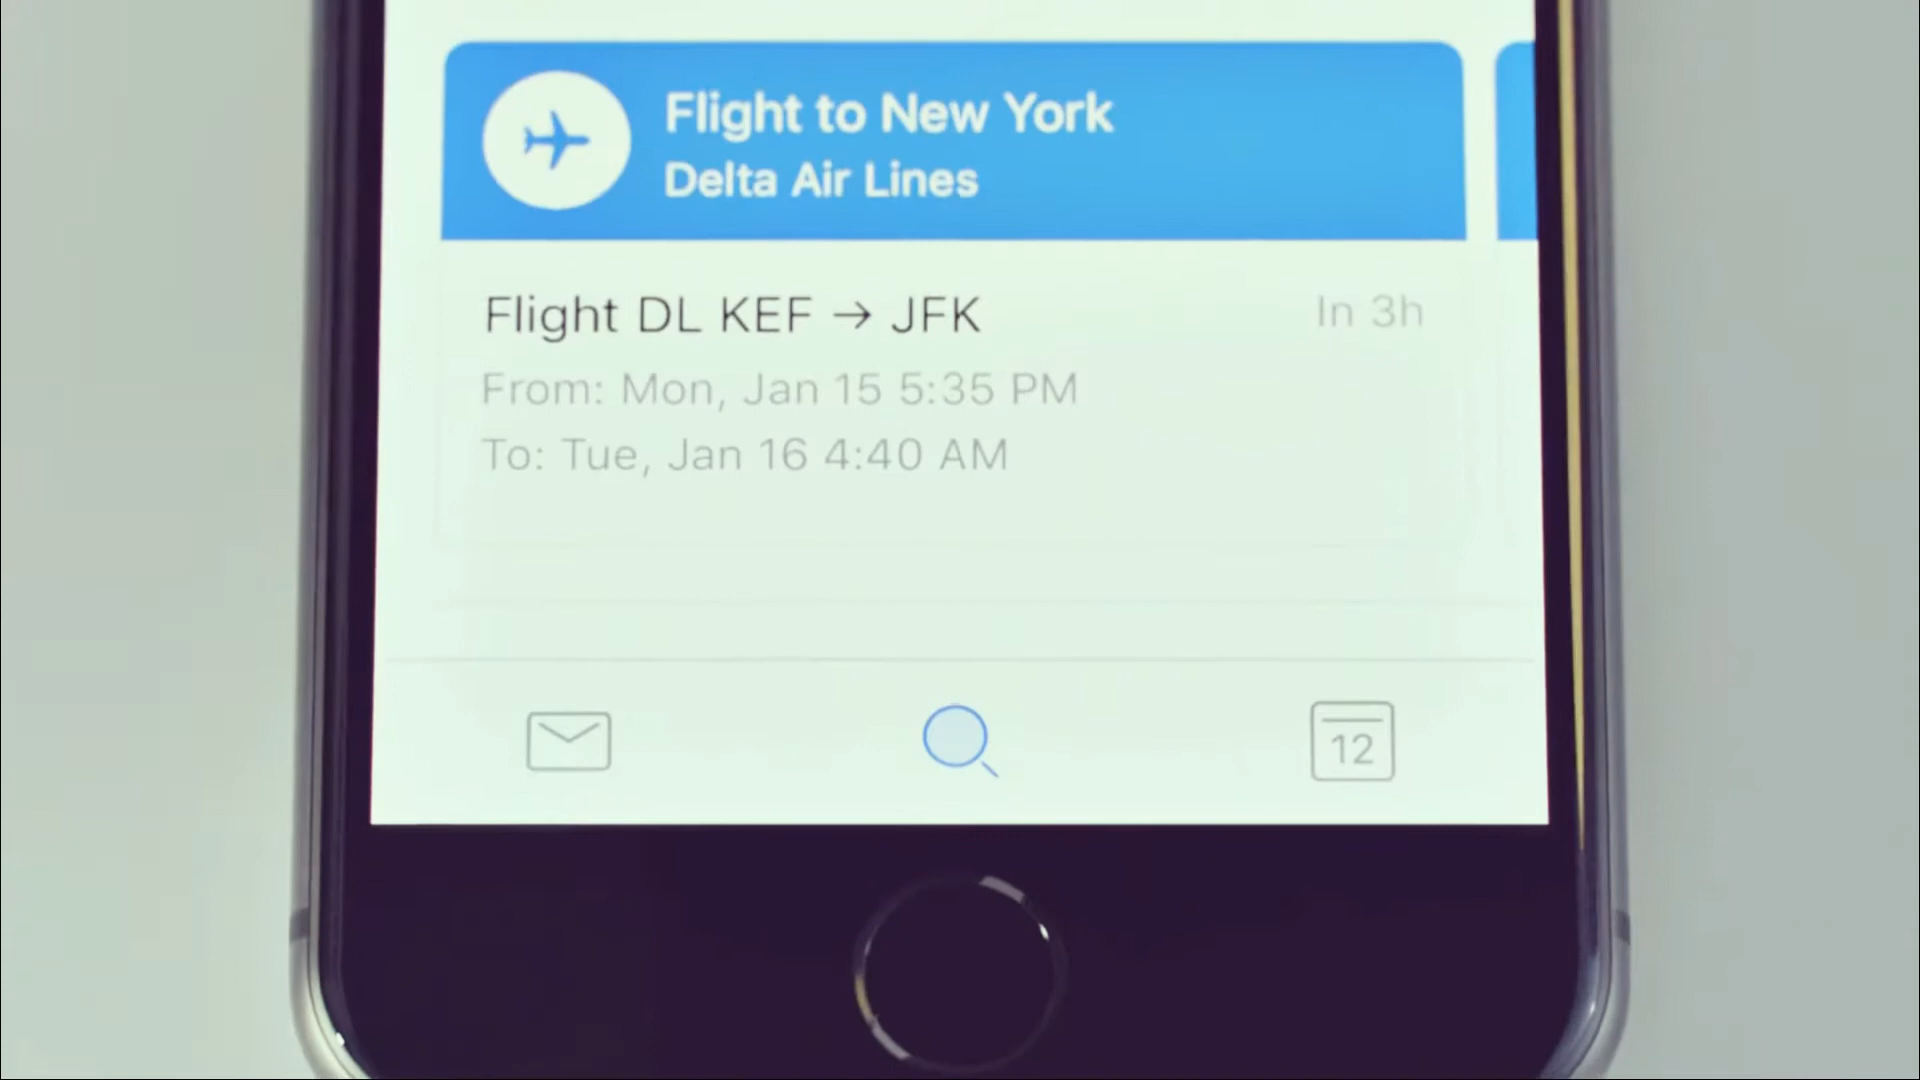 Flight to New York
Delta Air Lines
Flight DL KEF → JFK
In 3h
From: Mon, Jan 15 5:35 PM
To: Tue, Jan 16 4:40 AM
12